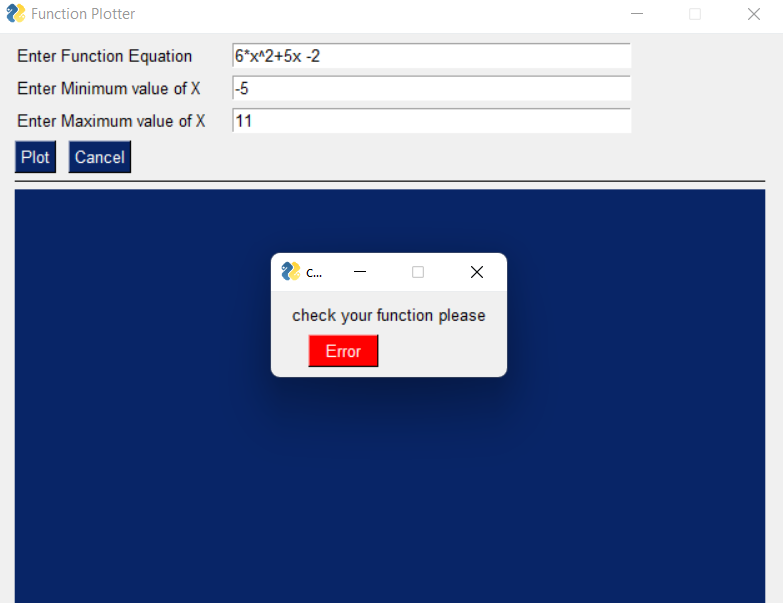 Function Plotter
Enter Function Equation 6*x^2+5x -2
Enter Minimum value of X -5
Enter Maximum value of X 11
Plot Cancel
c...
check your function please
Error